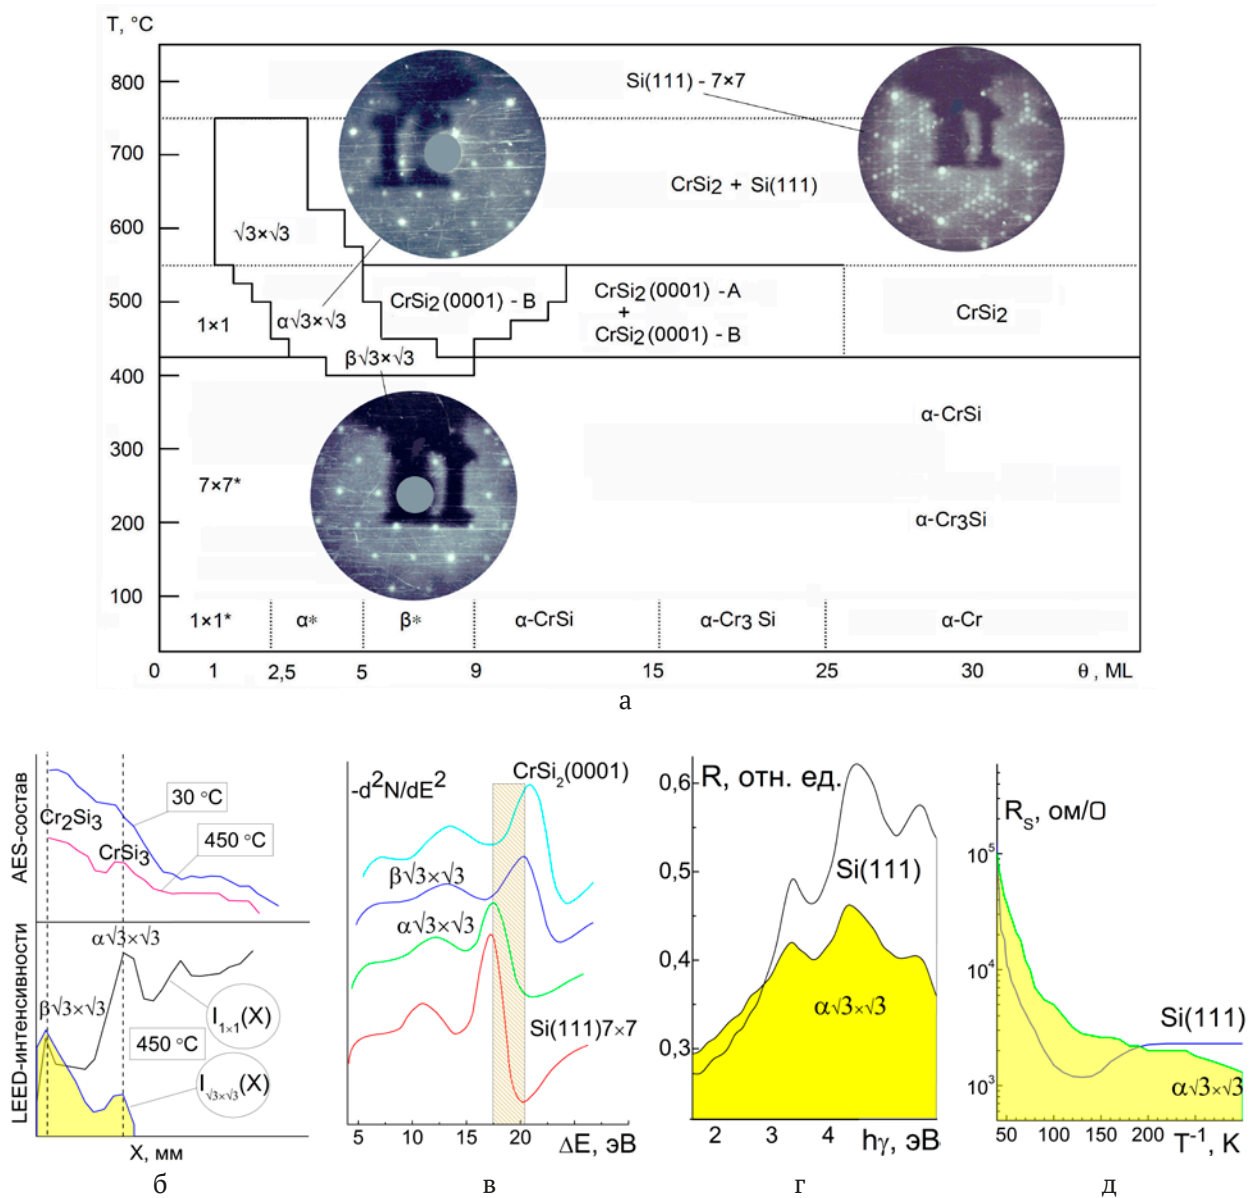 T, °C
800
700
600
500
400
300
200
100
Si(111) - 7×7
CrSi2 + Si(111)
√3×√3
1×1
α√3×√3
β√3×√3
CrSi2(0001) - B
CrSi2(0001) -A
+
CrSi2(0001) - B
CrSi2
α-CrSi
7×7*
α-Cr3Si
1×1*
α*
β*
α-CrSi
α-Cr3 Si
α-Cr
0
1
2,5
5
9
15
25
30
θ , ML
а
AES-состав
30 °C
Cr2Si3
CrSi3
450 °C
LEED-интенсивности
α√3×√3
β√3×√3
I1×1(X)
450 °C
I√3×√3(X)
X, мм
б
-d²N/dE²
CrSi2(0001)
β√3×√3
α√3×√3
Si(111)7×7
5
10
15
20
ΔE, эВ
в
R, отн. ед.
0,6
0,5
0,4
0,3
Si(111)
α√3×√3
2
3
4
hγ, эВ
г
RS, ом/□
10⁵
10⁴
10³
Si(111)
α√3×√3
50
100
150
200
T⁻¹, K
д